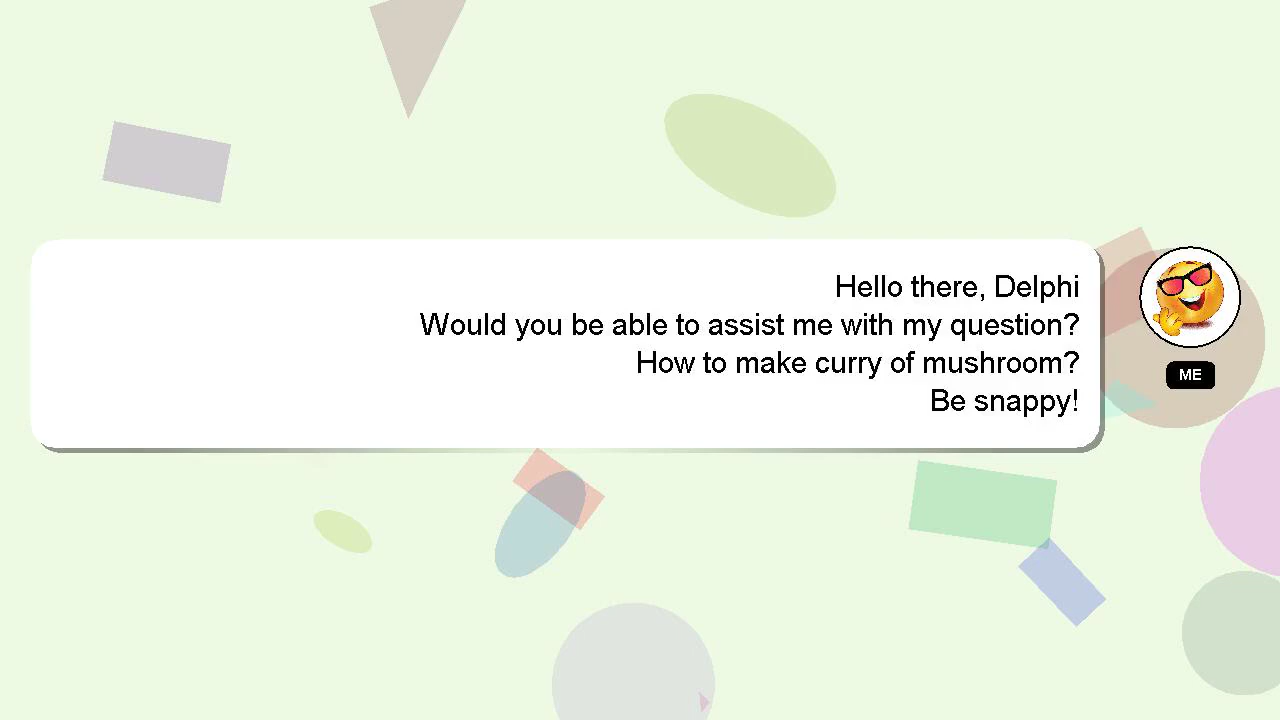 Hello there, Delphi
Would you be able to assist me with my question?
How to make curry of mushroom?
Be snappy!
ME